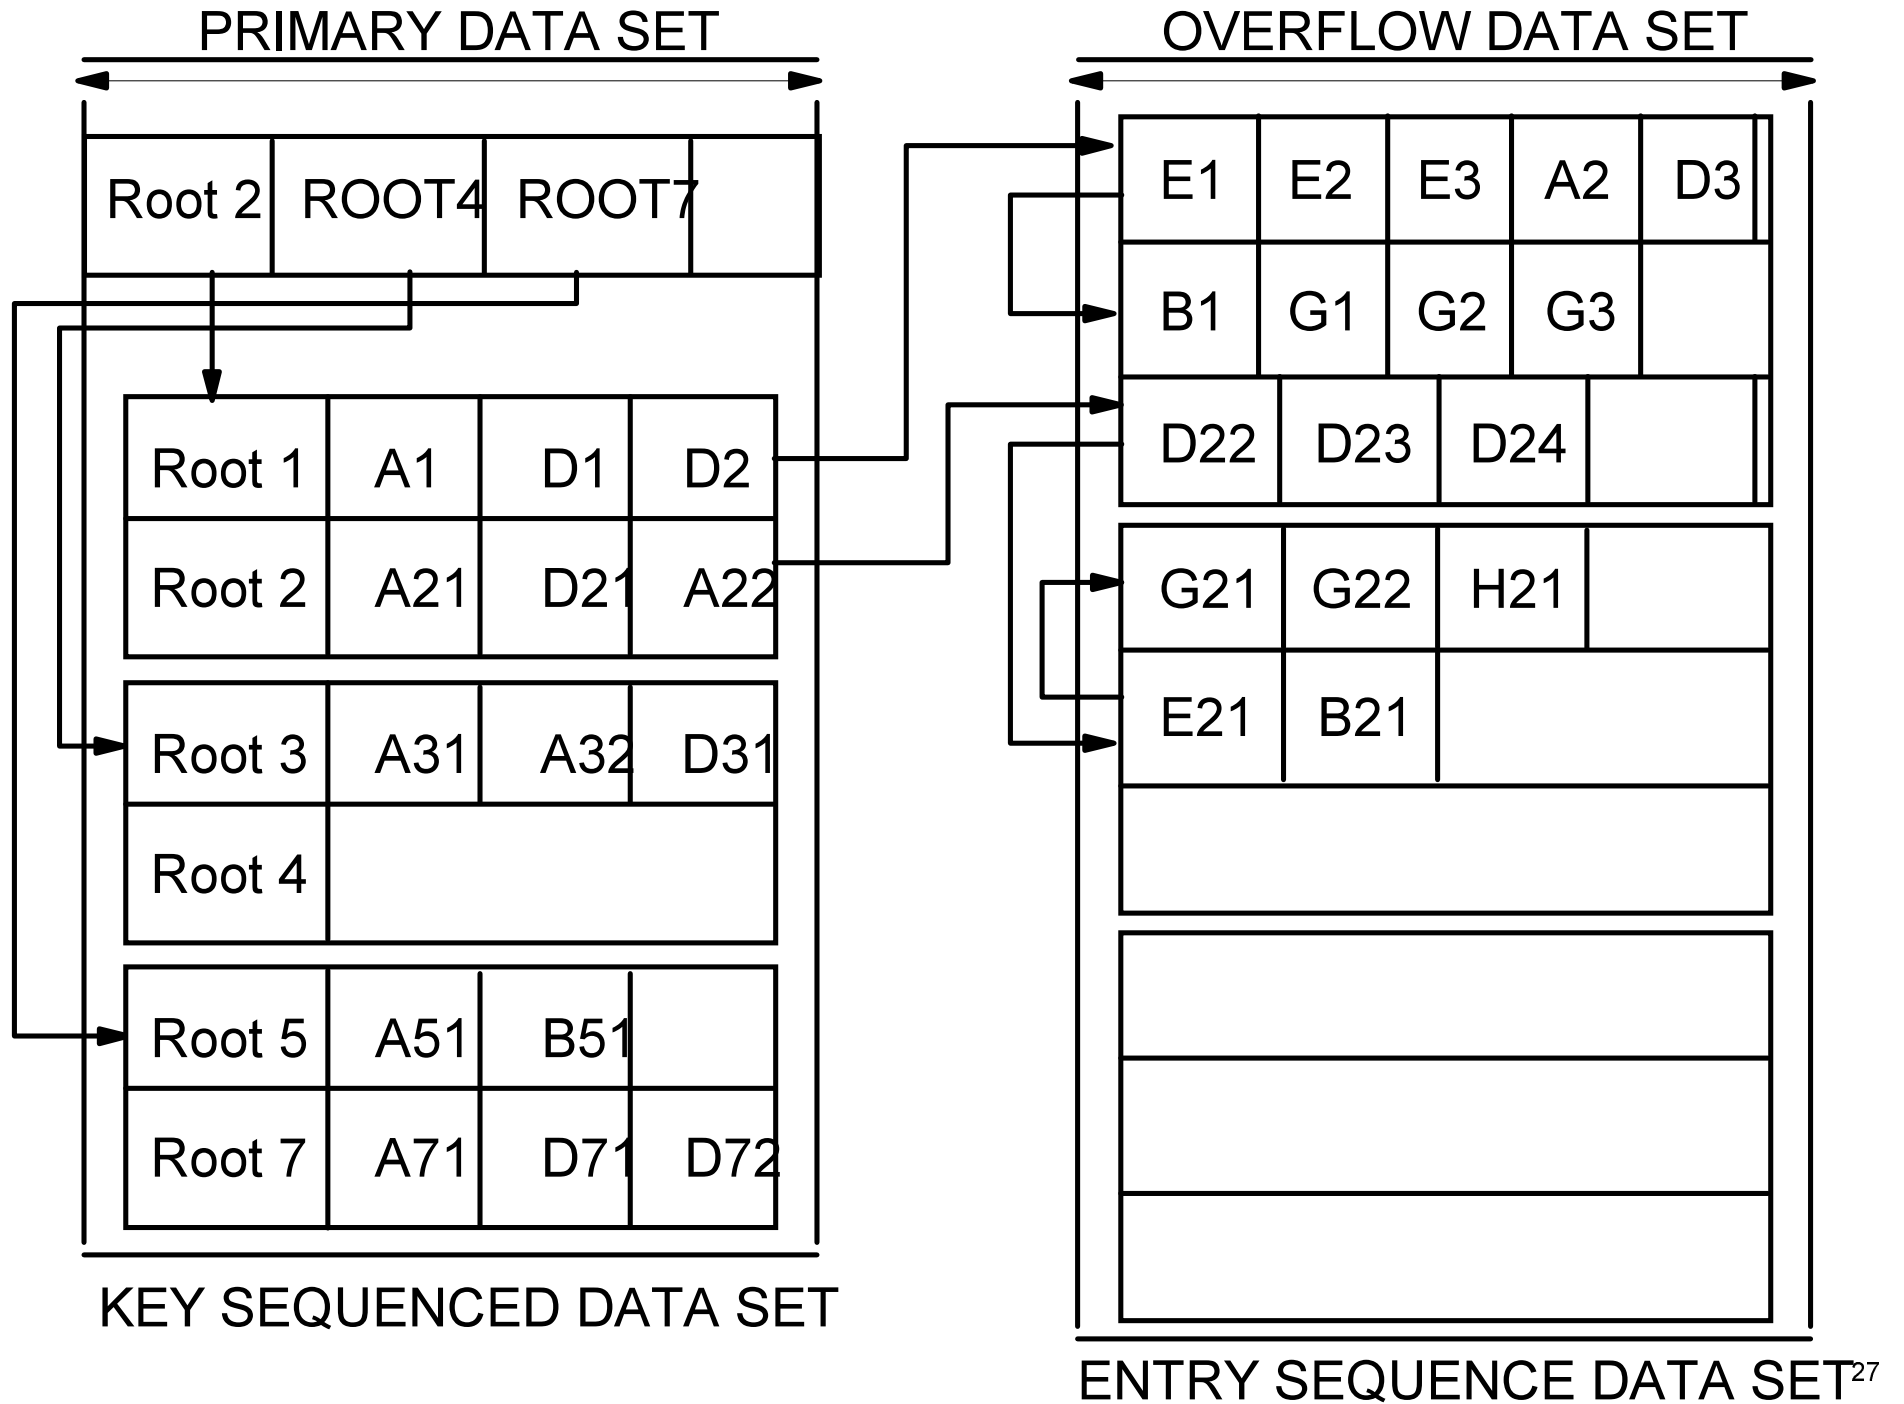 PRIMARY DATA SET
Root 2 ROOT4 ROOT7
Root 1 A1 D1 D2
Root 2 A21 D21 A22
Root 3 A31 A32 D31
Root 4
Root 5 A51 B51
Root 7 A71 D71 D72
KEY SEQUENCED DATA SET
OVERFLOW DATA SET
E1 E2 E3 A2 D3
B1 G1 G2 G3
D22 D23 D24
G21 G22 H21
E21 B21
ENTRY SEQUENCE DATA SET
27